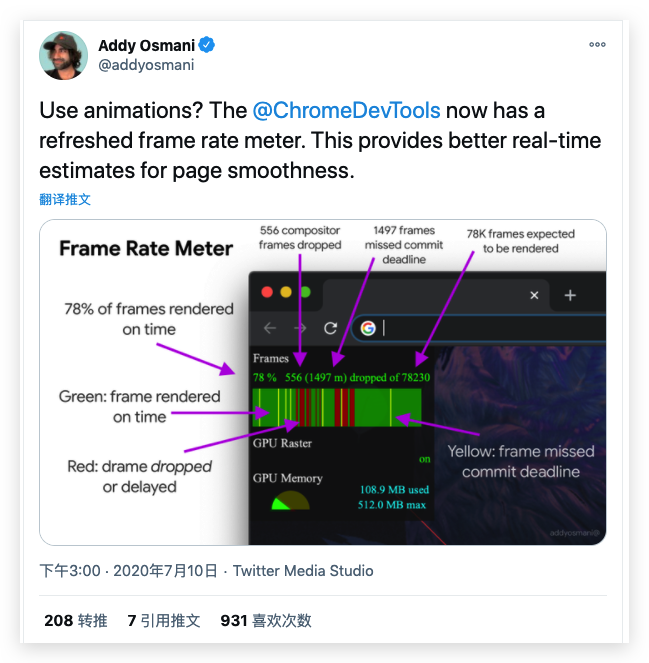 Addy Osmani
@addyosmani
Use animations? The @ChromeDevTools now has a
refreshed frame rate meter. This provides better real-time
estimates for page smoothness.
翻译推文
Frame Rate Meter
556 compositor
frames dropped
1497 frames
missed commit
deadline
78K frames expected
to be rendered
78% of frames rendered
on time
Green: frame rendered
on time
Red: drame dropped
or delayed
Frames
78 % 556 (1497 m) dropped of 78230
GPU Raster
on
GPU Memory
108.9 MB used
512.0 MB max
Yellow: frame missed
commit deadline
addyosmani@
下午3:00 · 2020年7月10日 · Twitter Media Studio
208 转推 7 引用推文 931 喜欢次数